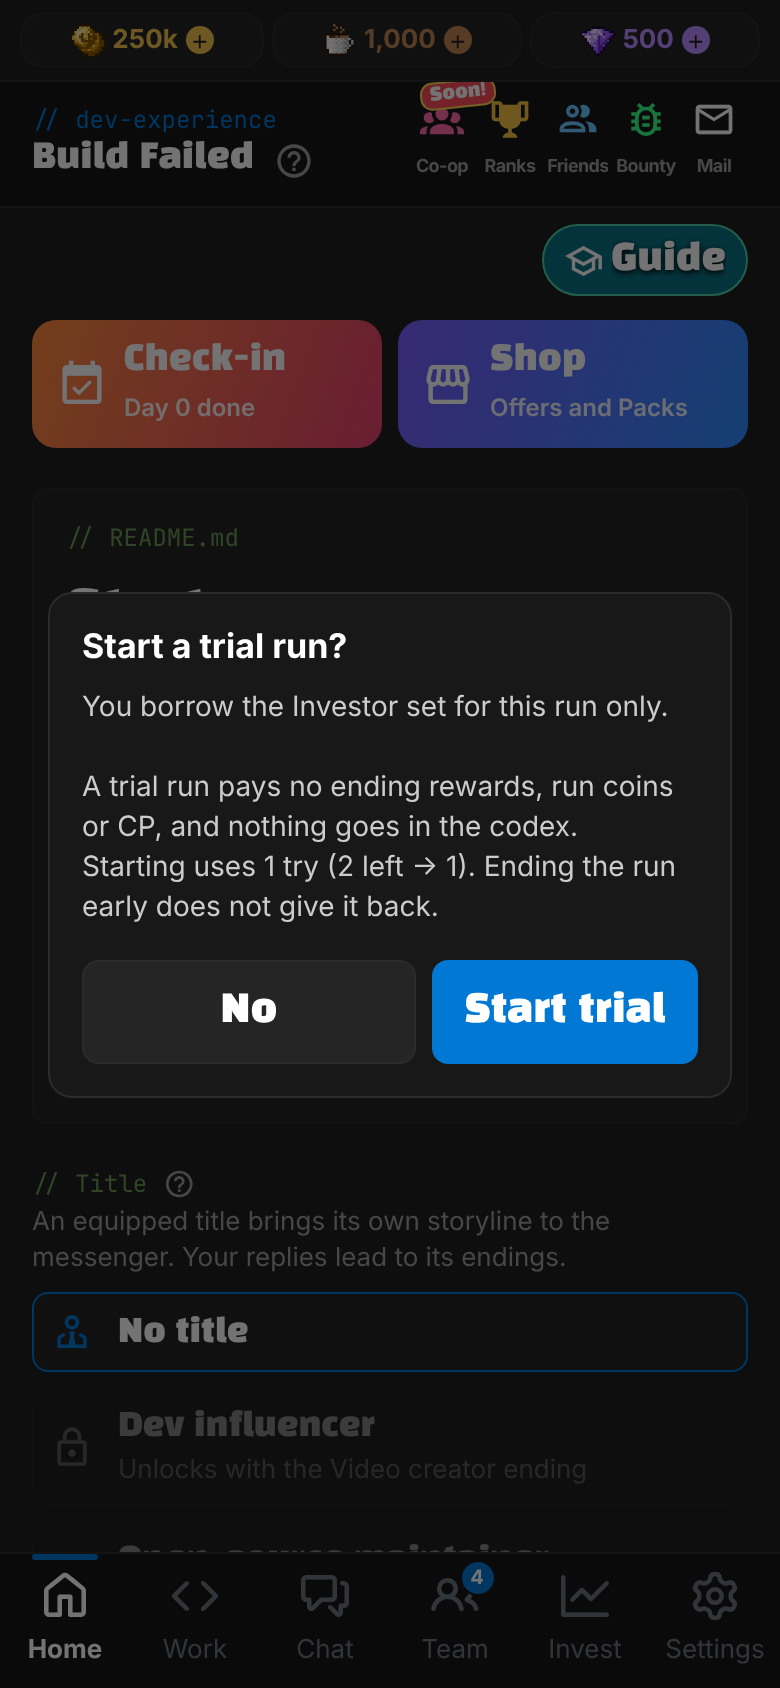 250k
1,000
500
// dev-experience
Build Failed
Soon!
Co-op
Ranks
Friends
Bounty
Mail
Guide
Check-in
Day 0 done
Shop
Offers and Packs
// README.md
Start a trial run?
You borrow the Investor set for this run only.
A trial run pays no ending rewards, run coins
or CP, and nothing goes in the codex.
Starting uses 1 try (2 left → 1). Ending the run
early does not give it back.
No
Start trial
// Title
An equipped title brings its own storyline to the
messenger. Your replies lead to its endings.
No title
Dev influencer
Unlocks with the Video creator ending
Open-source maintainer
4
Home
Work
Chat
Team
Invest
Settings